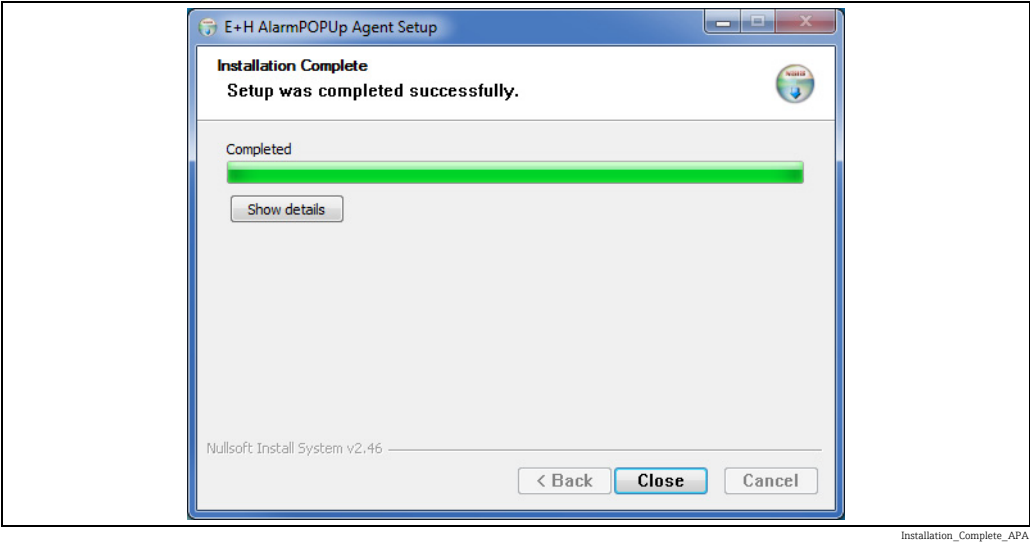 E+H AlarmPOPUp Agent Setup
Installation Complete
Setup was completed successfully.
Completed
Show details
Nullsoft Install System v2.46
< Back Close Cancel
Installation_Complete_APA